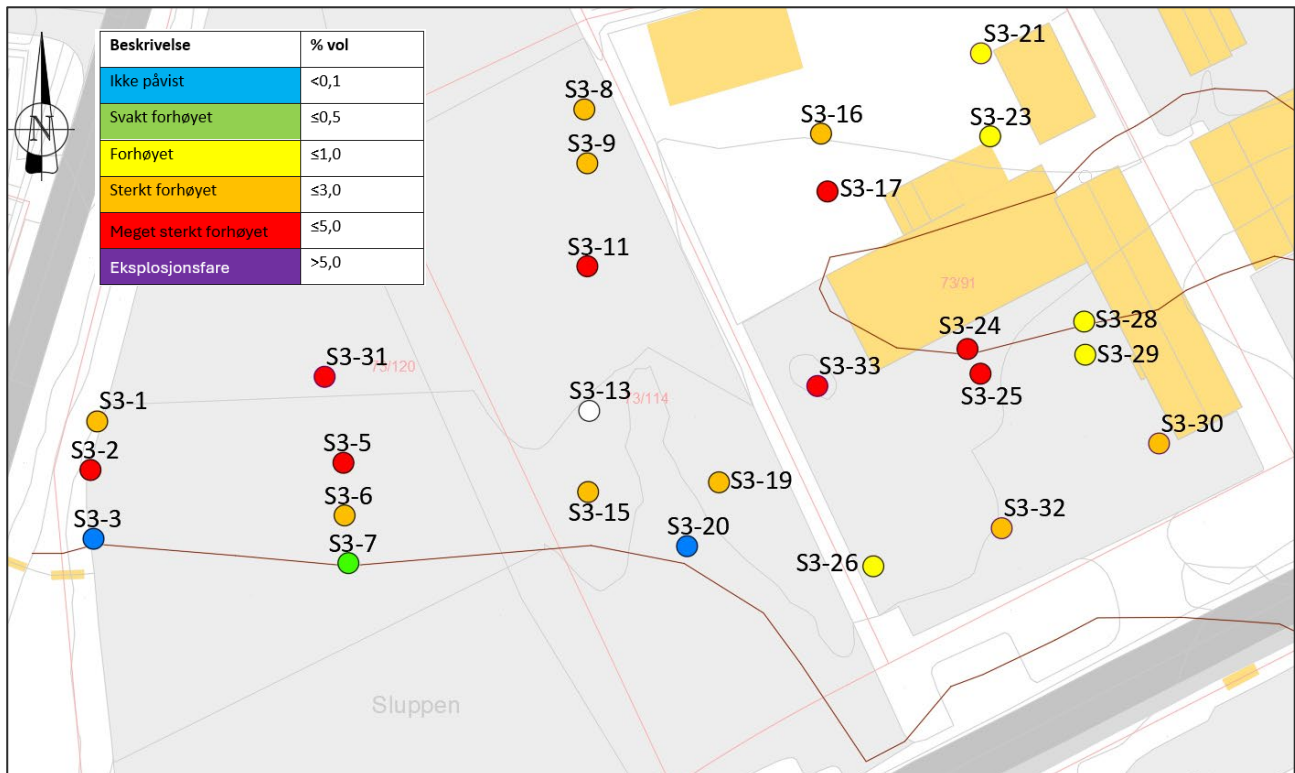 Beskrivelse % vol
Ikke påvist <0,1
Svakt forhøyet ≤0,5
Forhøyet ≤1,0
Sterkt forhøyet ≤3,0
Meget sterkt forhøyet ≤5,0
Eksplosjonsfare >5,0
N
S3-21
S3-8
S3-16
S3-23
S3-9
S3-17
S3-11
73/91
S3-28
S3-24
S3-31
S3-29
73/120
S3-33
S3-13
S3-25
73/114
S3-1
S3-30
S3-5
S3-2
S3-19
S3-6
S3-15
S3-32
S3-3
S3-20
S3-7
S3-26
Sluppen